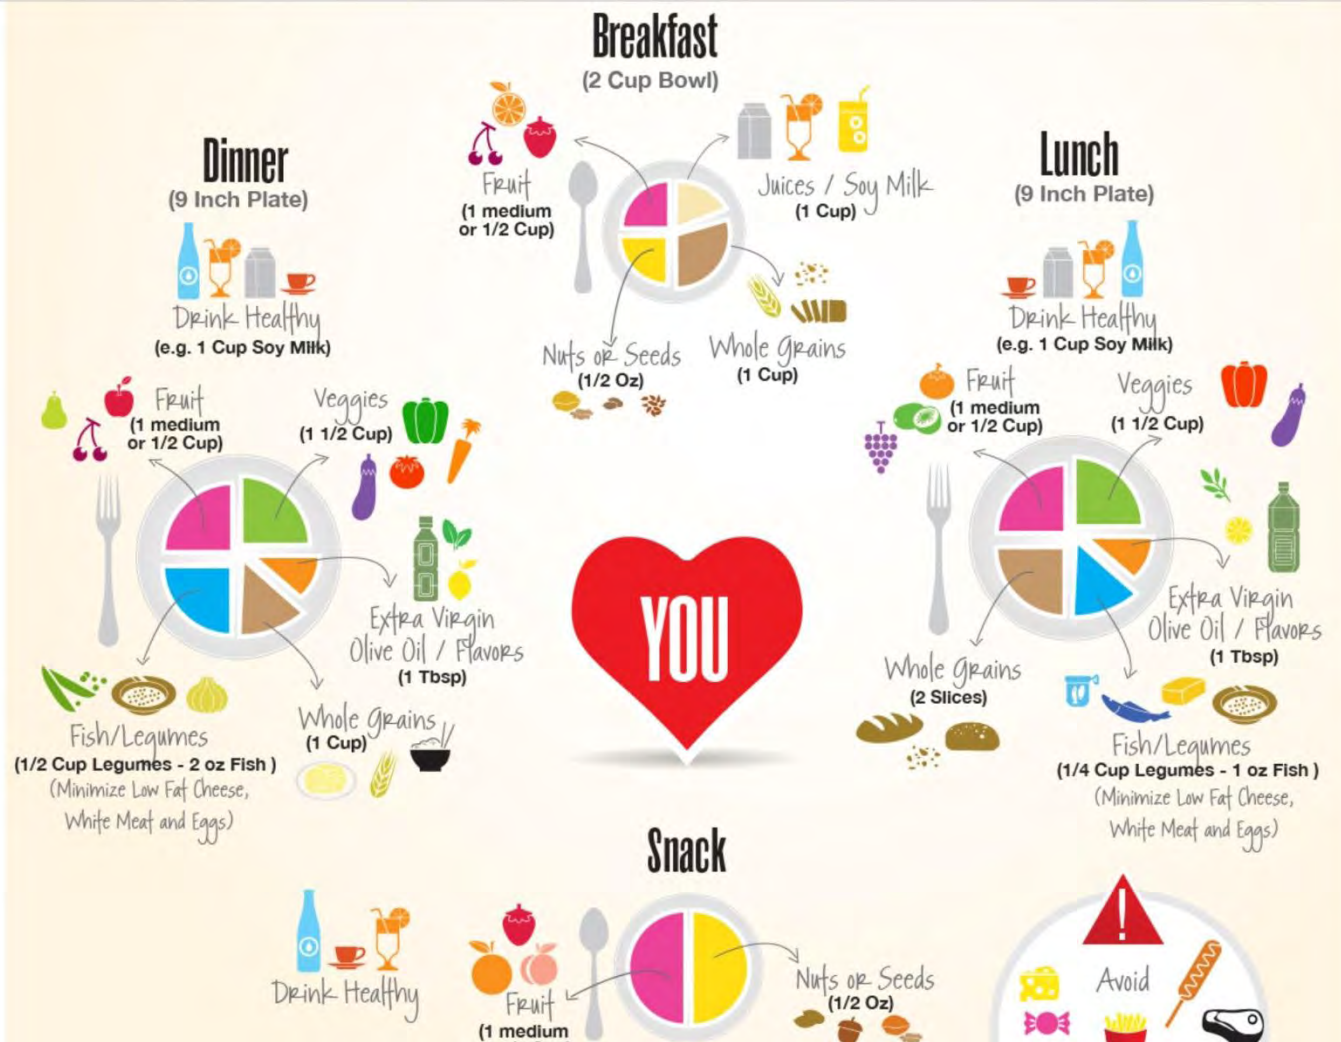 Breakfast
(2 Cup Bowl)
Fruit
(1 medium
or 1/2 Cup)
Juices / Soy Milk
(1 Cup)
Nuts or Seeds
(1/2 Oz)
Whole Grains
(1 Cup)
Dinner
(9 Inch Plate)
Drink Healthy
(e.g. 1 Cup Soy Milk)
Fruit
(1 medium
or 1/2 Cup)
Veggies
(1 1/2 Cup)
Extra Virgin
Olive Oil / Flavors
(1 Tbsp)
Whole Grains
(1 Cup)
Fish/Legumes
(1/2 Cup Legumes - 2 oz Fish )
(Minimize Low Fat Cheese,
White Meat and Eggs)
YOU
Lunch
(9 Inch Plate)
Drink Healthy
(e.g. 1 Cup Soy Milk)
Fruit
(1 medium
or 1/2 Cup)
Veggies
(1 1/2 Cup)
Extra Virgin
Olive Oil / Flavors
(1 Tbsp)
Whole Grains
(2 Slices)
Fish/Legumes
(1/4 Cup Legumes - 1 oz Fish )
(Minimize Low Fat Cheese,
White Meat and Eggs)
Snack
Drink Healthy
Fruit
(1 medium
Nuts or Seeds
(1/2 Oz)
!
Avoid